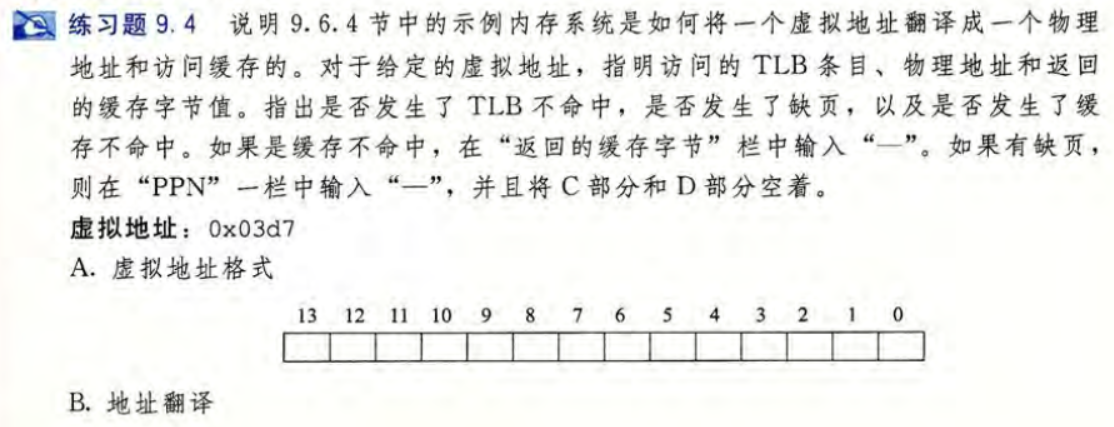 练习题 9.4 说明 9.6.4 节中的示例内存系统是如何将一个虚拟地址翻译成一个物理
地址和访问缓存的。对于给定的虚拟地址，指明访问的 TLB 条目、物理地址和返回
的缓存字节值。指出是否发生了 TLB 不命中，是否发生了缺页，以及是否发生了缓
存不命中。如果是缓存不命中，在“返回的缓存字节”栏中输入“—”。如果有缺页，
则在“PPN”一栏中输入“—”，并且将 C 部分和 D 部分空着。
虚拟地址：0x03d7
A. 虚拟地址格式
13 12 11 10 9 8 7 6 5 4 3 2 1 0
B. 地址翻译